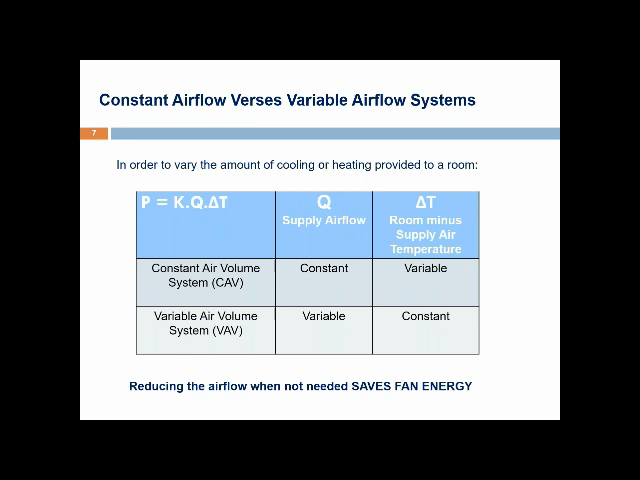 Constant Airflow Verses Variable Airflow Systems
7
In order to vary the amount of cooling or heating provided to a room:
P = K.Q.ΔT
Q
Supply Airflow
ΔT
Room minus
Supply Air
Temperature
Constant Air Volume
System (CAV)
Constant
Variable
Variable Air Volume
System (VAV)
Variable
Constant
Reducing the airflow when not needed SAVES FAN ENERGY